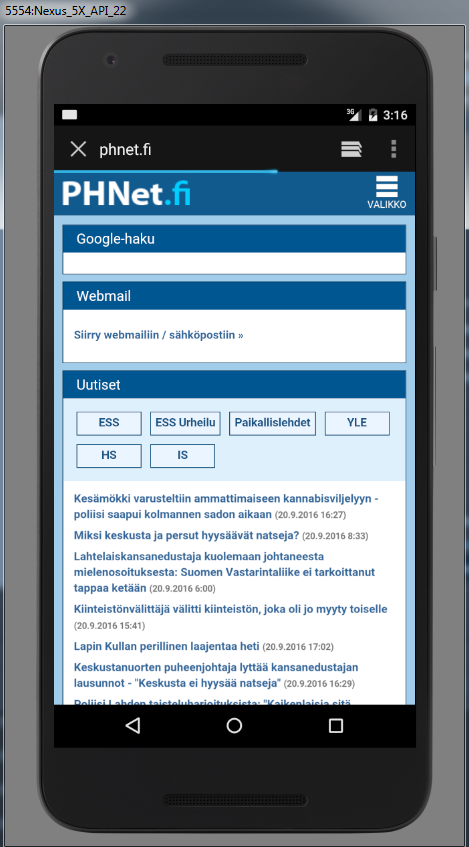 5554:Nexus_5X_API_22
3G 3:16
phnet.fi
PHNet.fi
VALIKKO
Google-haku
Webmail
Siirry webmailiin / sähköpostiin »
Uutiset
ESS ESS Urheilu Paikallislehdet YLE
HS IS
Kesämökki varusteltiin ammattimaiseen kannabisviljelyyn -
poliisi saapui kolmannen sadon aikaan (20.9.2016 16:27)
Miksi keskusta ja persut hyysäävät natseja? (20.9.2016 8:33)
Lahtelaiskansanedustaja kuolemaan johtaneesta
mielenosoituksesta: Suomen Vastarintaliike ei tarkoittanut
tappaa ketään (20.9.2016 6:00)
Kiinteistönvälittäjä välitti kiinteistön, joka oli jo myyty toiselle
(20.9.2016 15:41)
Lapin Kullan perillinen laajentaa heti (20.9.2016 17:02)
Keskustanuorten puheenjohtaja lyttää kansanedustajan
lausunnot - "Keskusta ei hyysää natseja" (20.9.2016 16:29)
Poliisi Lahden taisteluharjoituksista: "Kaikenlaisia sitä